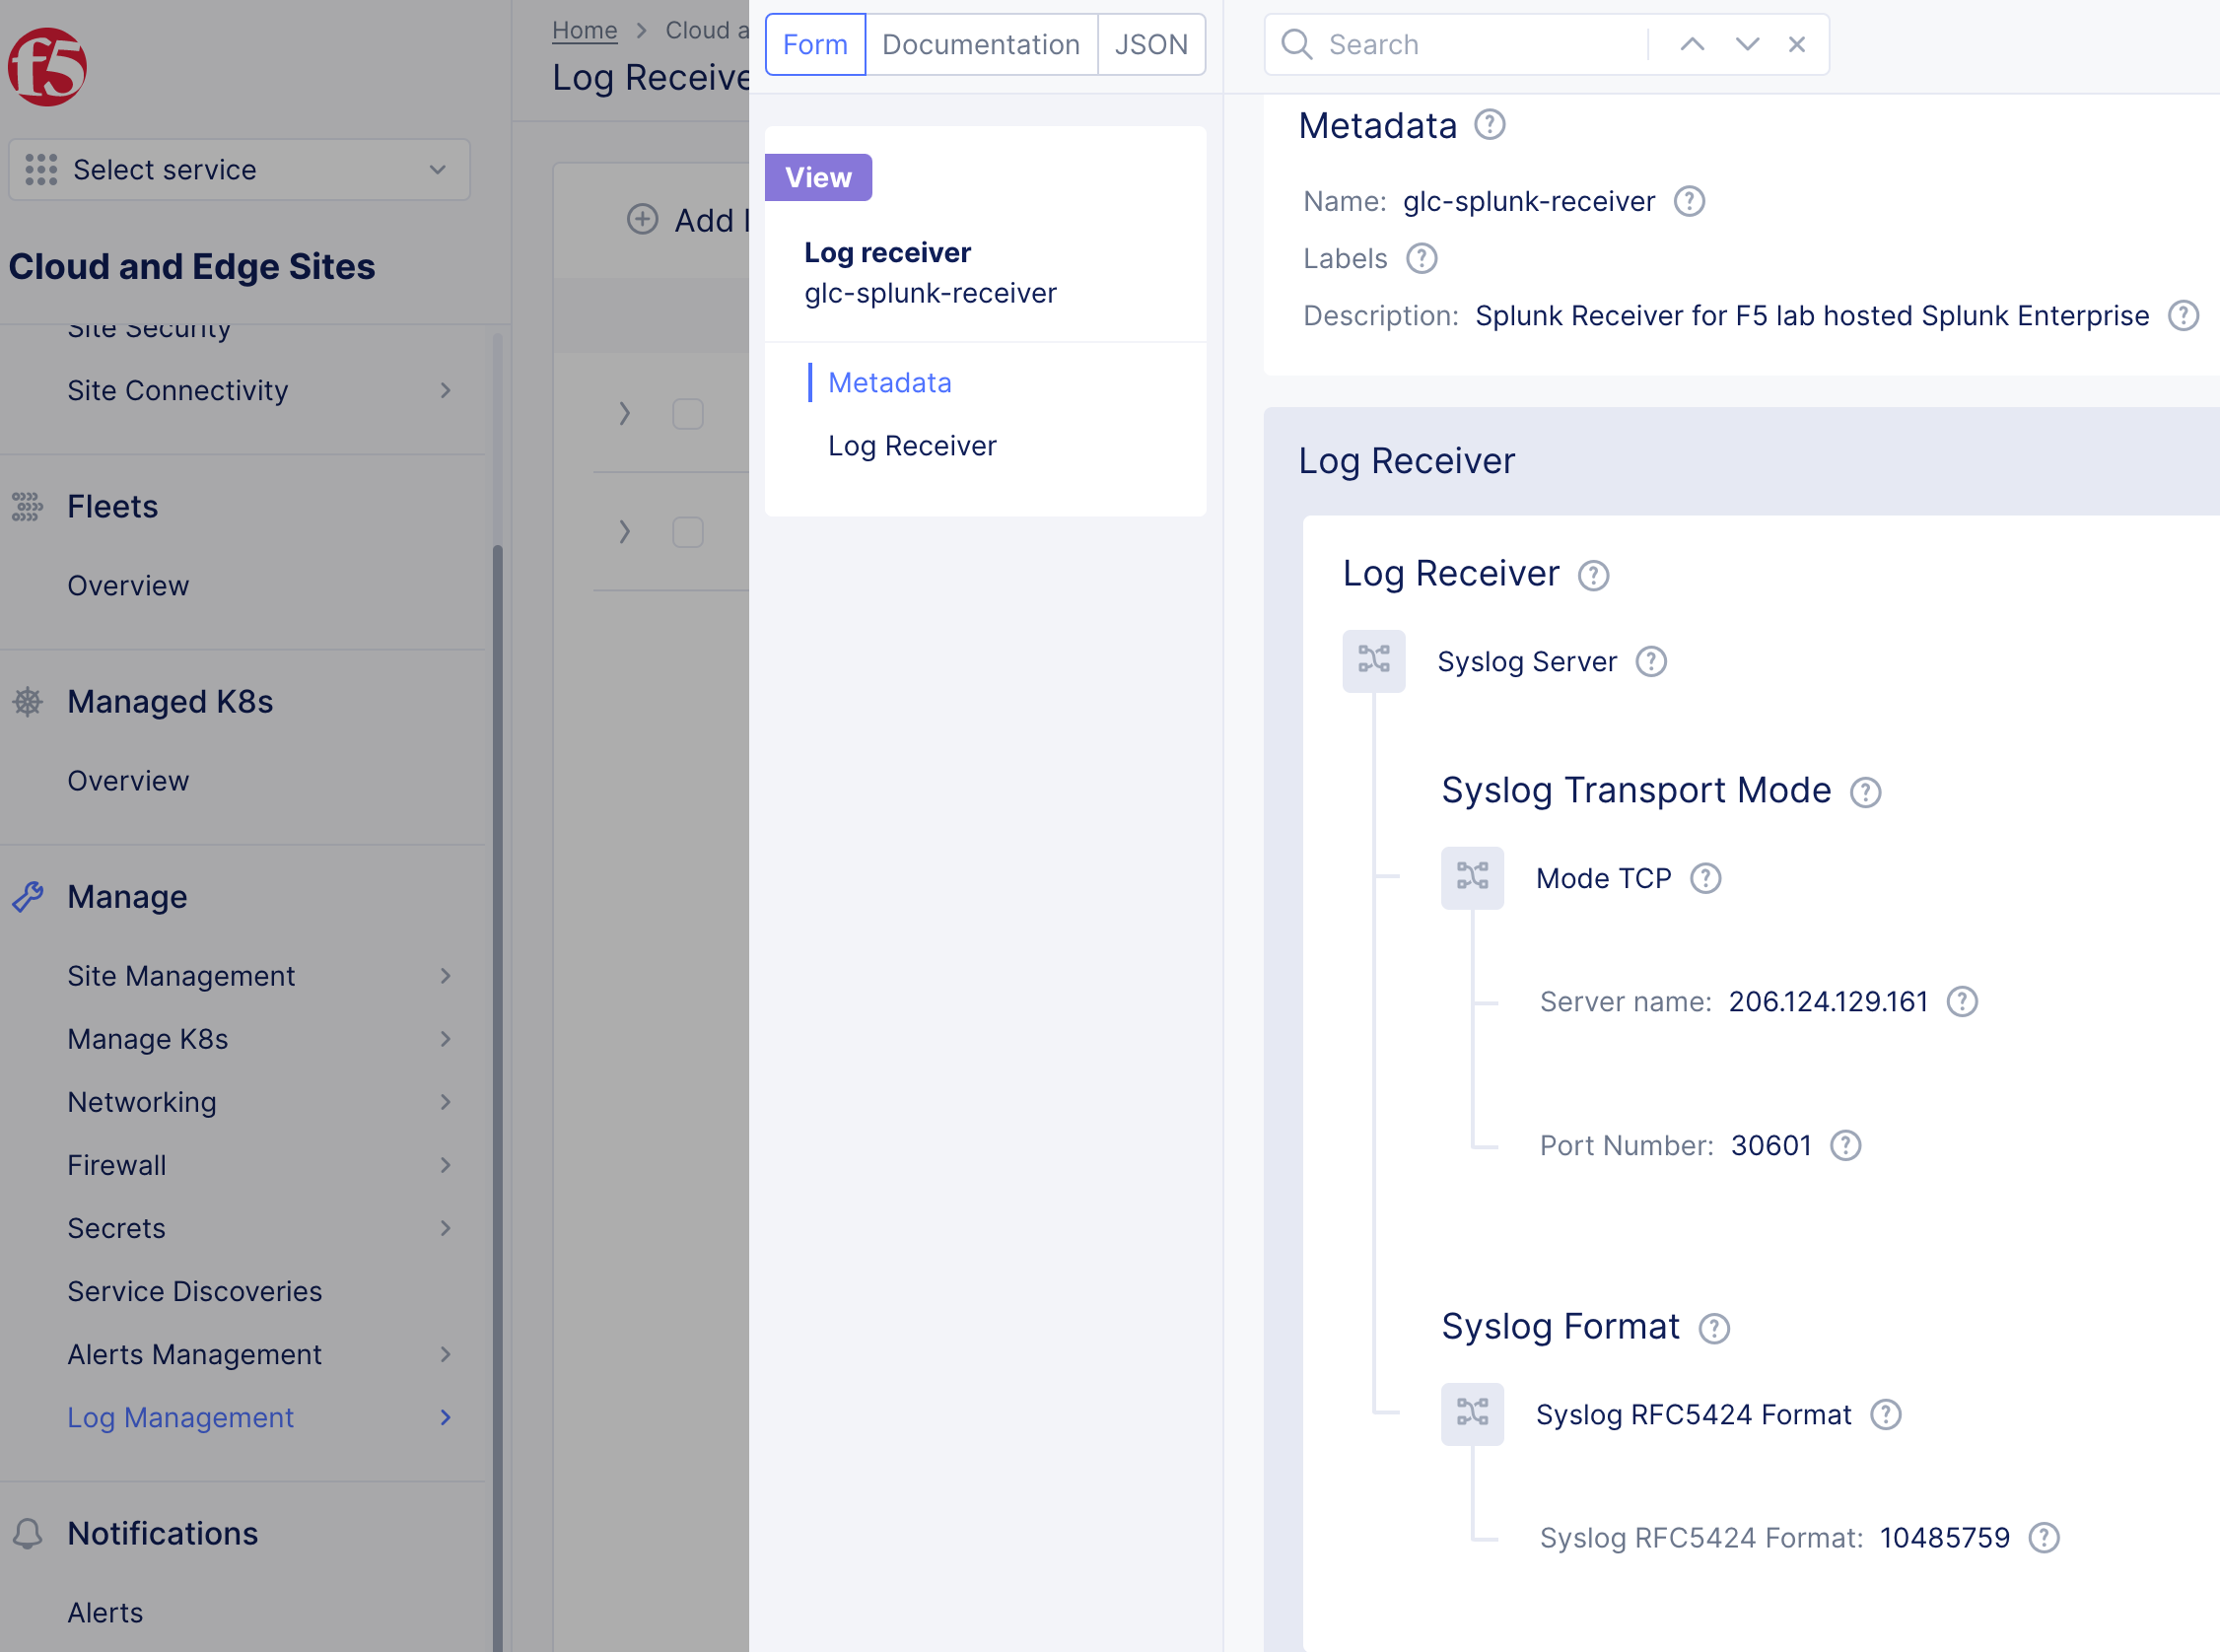 f5
Select service
Cloud and Edge Sites
Site Security
Site Connectivity
Fleets
Overview
Managed K8s
Overview
Manage
Site Management
Manage K8s
Networking
Firewall
Secrets
Service Discoveries
Alerts Management
Log Management
Notifications
Alerts
Home > Cloud a
Log Receive
Add
Form
Documentation
JSON
View
Log receiver
glc-splunk-receiver
Metadata
Log Receiver
Search
Metadata
Name: glc-splunk-receiver
Labels
Description: Splunk Receiver for F5 lab hosted Splunk Enterprise
Log Receiver
Log Receiver
Syslog Server
Syslog Transport Mode
Mode TCP
Server name: 206.124.129.161
Port Number: 30601
Syslog Format
Syslog RFC5424 Format
Syslog RFC5424 Format: 10485759